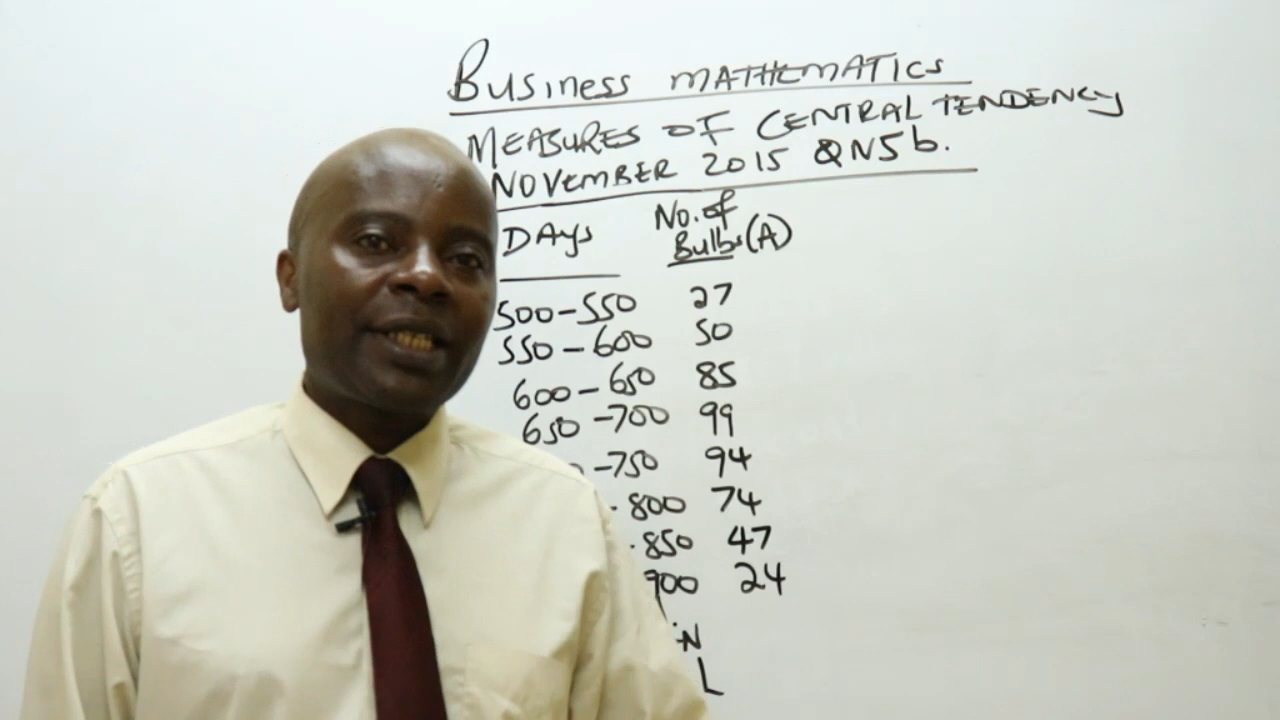 Business MATHEMATICS
MEASURES OF CENTRAL TENDENCY
NOVEMBER 2015 QN5b.
DAys No. of
Bulbs (A)
500-550 27
550-600 50
600-650 85
650-700 99
-750 94
-800 74
-850 47
900 24